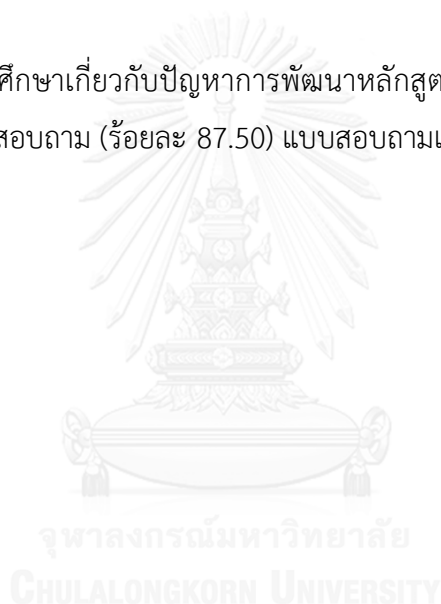 ศึกษาเกี่ยวกับปัญหาการพัฒนาหลักสูต
สอบถาม (ร้อยละ 87.50) แบบสอบถามเ
จุฬาลงกรณ์มหาวิทยาลัย
CHULALONGKORN UNIVERSITY